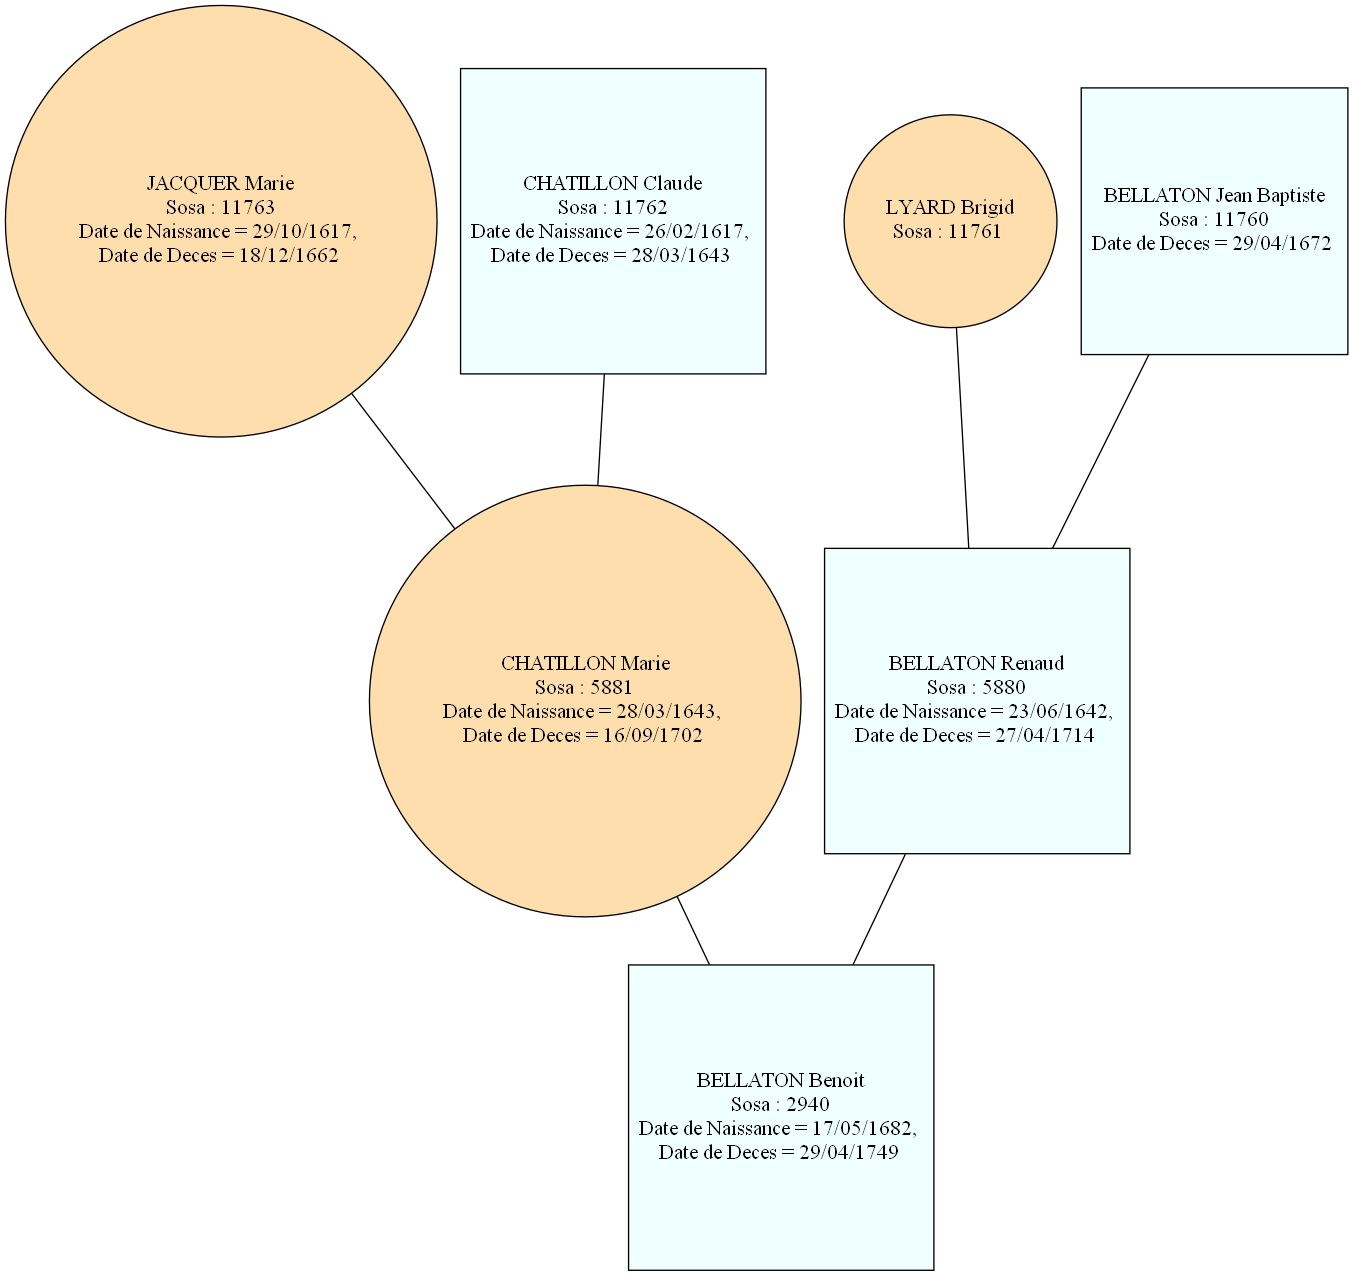 JACQUER Marie
Sosa : 11763
Date de Naissance = 29/10/1617,
Date de Deces = 18/12/1662
CHATILLON Claude
Sosa : 11762
Date de Naissance = 26/02/1617,
Date de Deces = 28/03/1643
LYARD Brigid
Sosa : 11761
BELLATON Jean Baptiste
Sosa : 11760
Date de Deces = 29/04/1672
CHATILLON Marie
Sosa : 5881
Date de Naissance = 28/03/1643,
Date de Deces = 16/09/1702
BELLATON Renaud
Sosa : 5880
Date de Naissance = 23/06/1642,
Date de Deces = 27/04/1714
BELLATON Benoit
Sosa : 2940
Date de Naissance = 17/05/1682,
Date de Deces = 29/04/1749